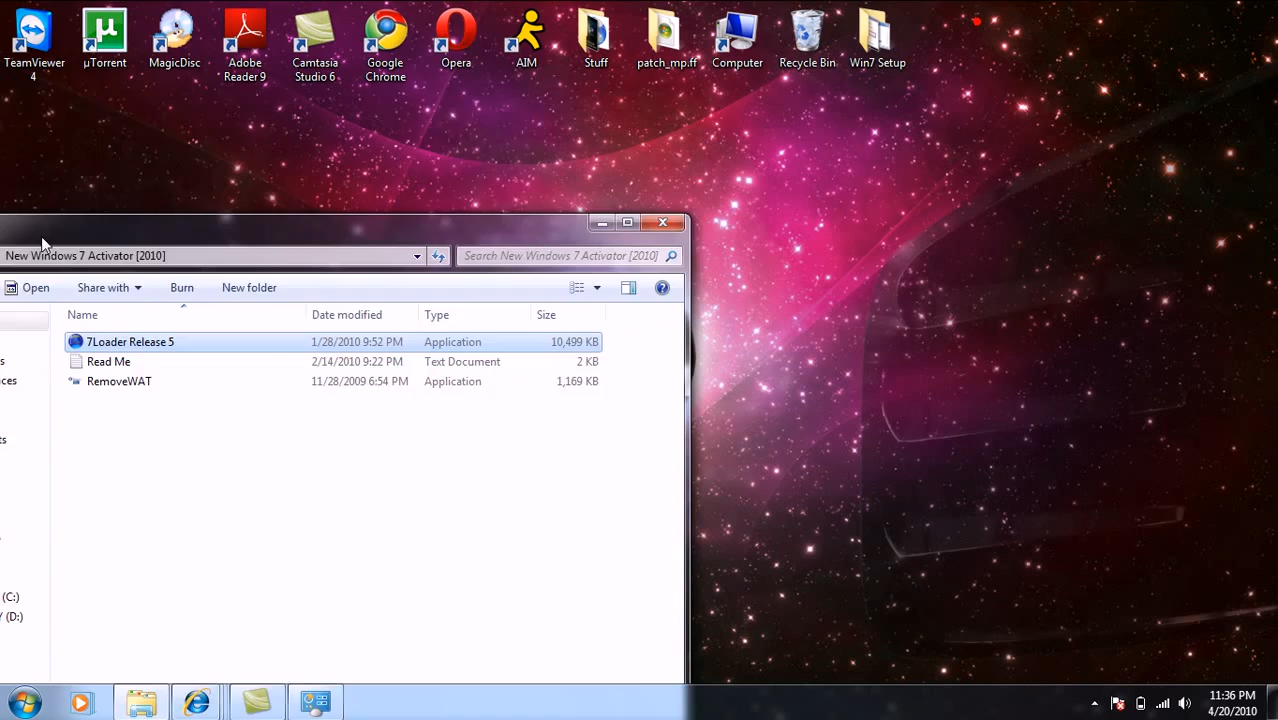 TeamViewer 4
µTorrent
MagicDisc
Adobe Reader 9
Camtasia Studio 6
Google Chrome
Opera
AIM
Stuff
patch_mp.ff
Computer
Recycle Bin
Win7 Setup
New Windows 7 Activator [2010]
Search New Windows 7 Activator [2010]
Open
Share with
Burn
New folder
Name Date modified Type Size
7Loader Release 5 1/28/2010 9:52 PM Application 10,499 KB
Read Me 2/14/2010 9:22 PM Text Document 2 KB
RemoveWAT 11/28/2009 6:54 PM Application 1,169 KB
s
ces
ts
(C:)
Y (D:)
11:36 PM
4/20/2010